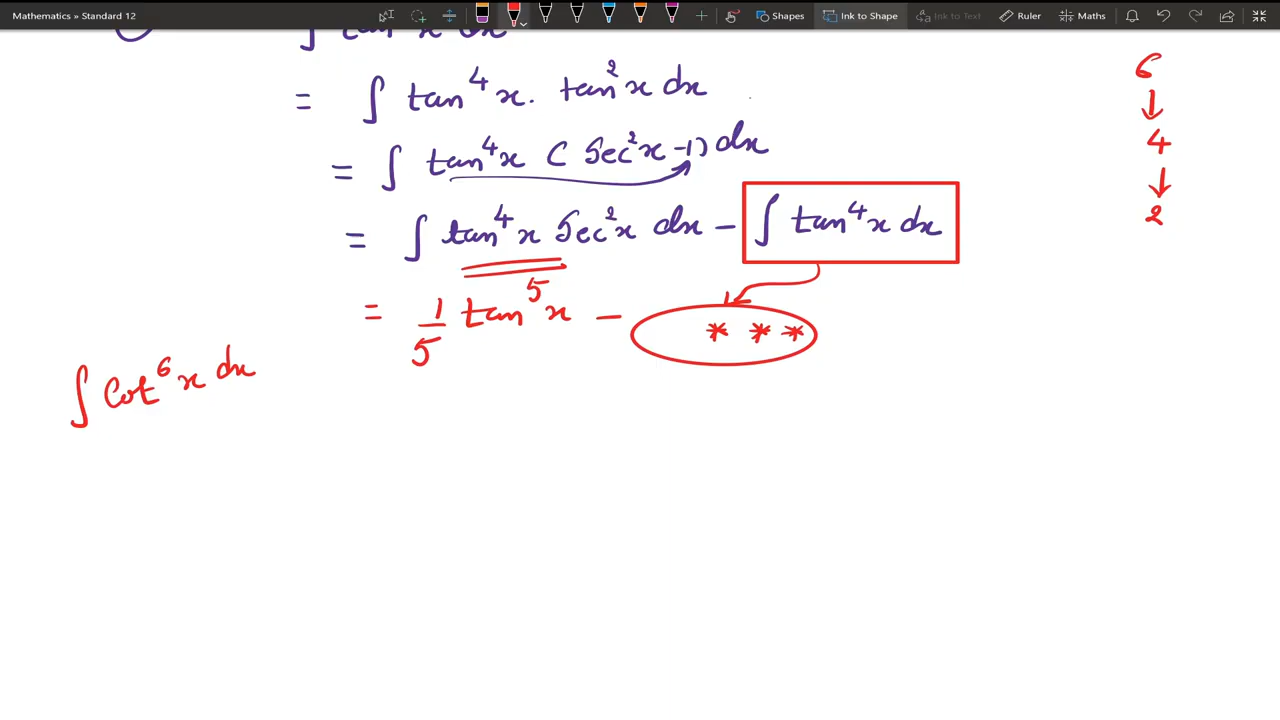 Mathematics » Standard 12
Shapes
Ink to Shape
Ink to Text
Ruler
Maths
= ∫ tan⁴x · tan²x dx
= ∫ tan⁴x ( Sec²x -1) dx
= ∫ tan⁴x Sec²x dx - ∫ tan⁴x dx
= 1/5 tan⁵x - * * *
∫ Cot⁶x dx
6
↓
4
↓
2